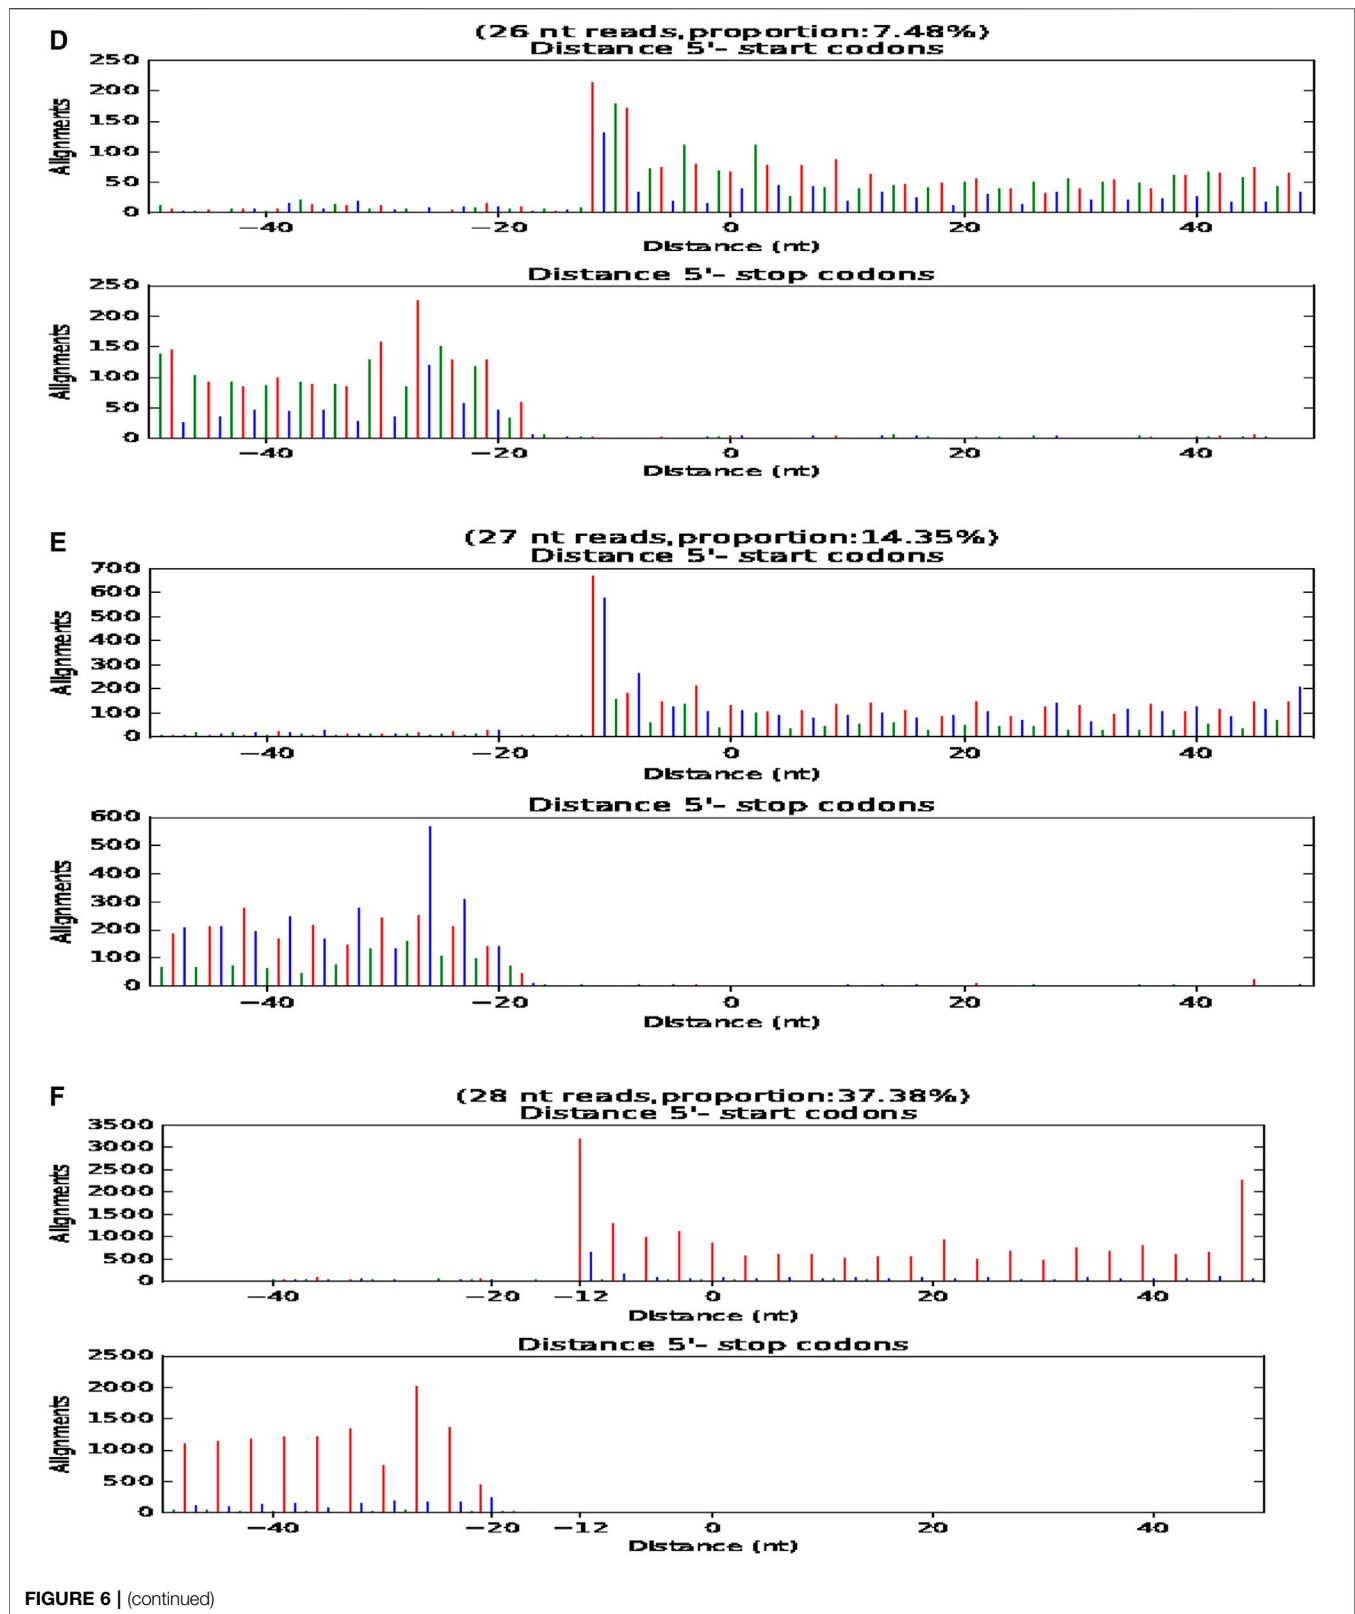 D
(26 nt reads,proportion:7.48%)
Distance 5'- start codons
250
200
150
100
50
0
Alignments
−40 −20 0 20 40
Distance (nt)
Distance 5'- stop codons
250
200
150
100
50
0
Alignments
−40 −20 0 20 40
Distance (nt)
E
(27 nt reads,proportion:14.35%)
Distance 5'- start codons
700
600
500
400
300
200
100
0
Alignments
−40 −20 0 20 40
Distance (nt)
Distance 5'- stop codons
600
500
400
300
200
100
0
Alignments
−40 −20 0 20 40
Distance (nt)
F
(28 nt reads,proportion:37.38%)
Distance 5'- start codons
3500
3000
2500
2000
1500
1000
500
0
Alignments
−40 −20 −12 0 20 40
Distance (nt)
Distance 5'- stop codons
2500
2000
1500
1000
500
0
Alignments
−40 −20 −12 0 20 40
Distance (nt)
FIGURE 6 | (continued)